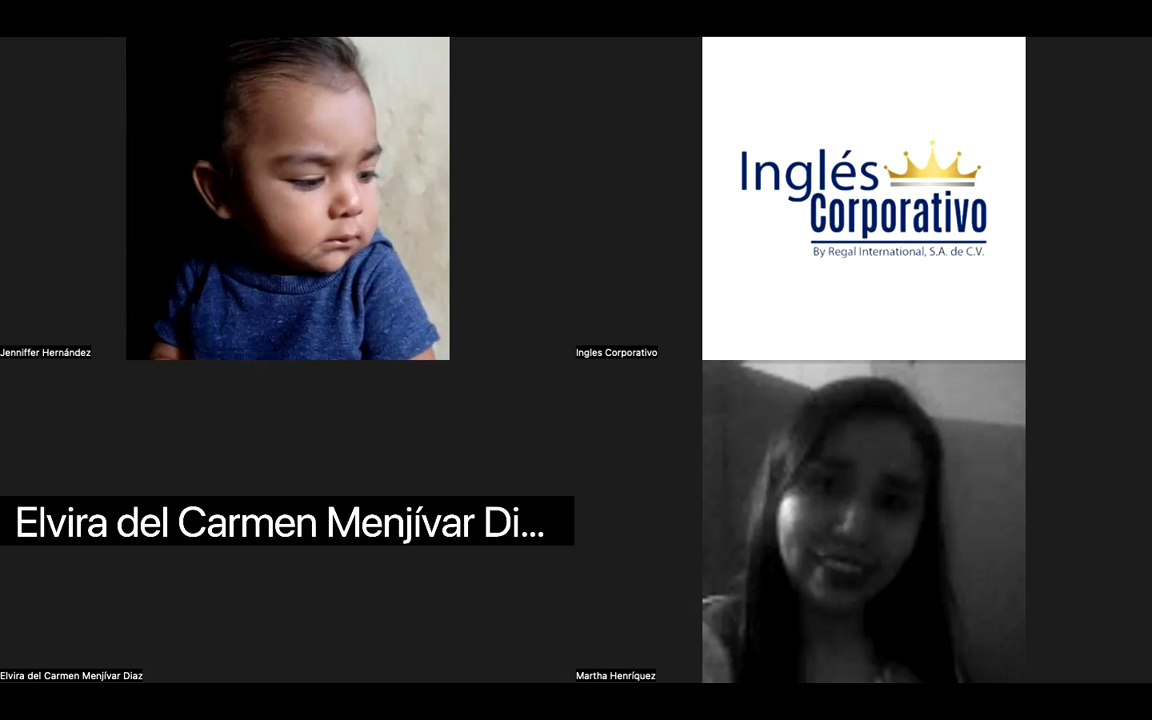 Inglés
Corporativo
By Regal International, S.A. de C.V.
Jenniffer Hernández
Ingles Corporativo
Elvira del Carmen Menjívar Di...
Elvira del Carmen Menjívar Diaz
Martha Henríquez